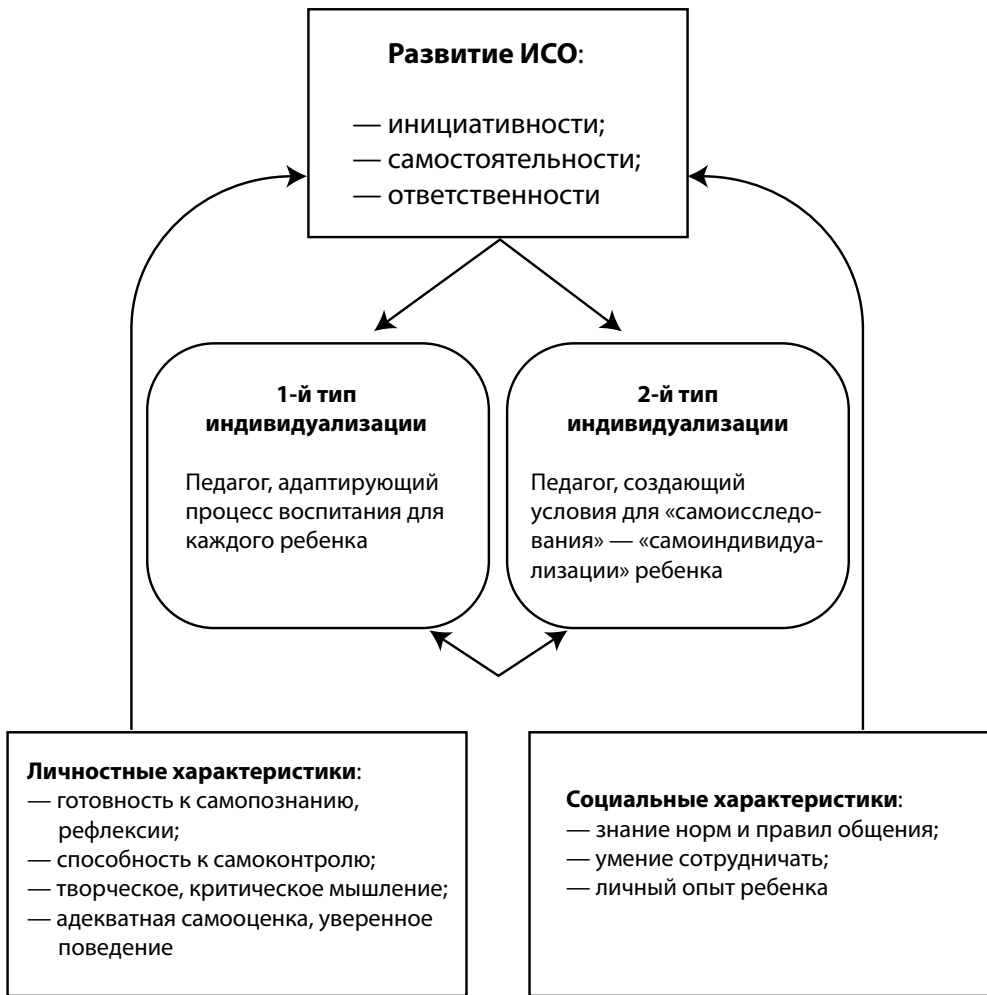 Развитие ИСО:
— инициативности;
— самостоятельности;
— ответственности
1-й тип
индивидуализации
Педагог, адаптирующий
процесс воспитания для
каждого ребенка
2-й тип
индивидуализации
Педагог, создающий
условия для «самоисследо-
вания» — «самоиндивидуа-
лизации» ребенка
Личностные характеристики:
— готовность к самопознанию,
рефлексии;
— способность к самоконтролю;
— творческое, критическое мышление;
— адекватная самооценка, уверенное
поведение
Социальные характеристики:
— знание норм и правил общения;
— умение сотрудничать;
— личный опыт ребенка